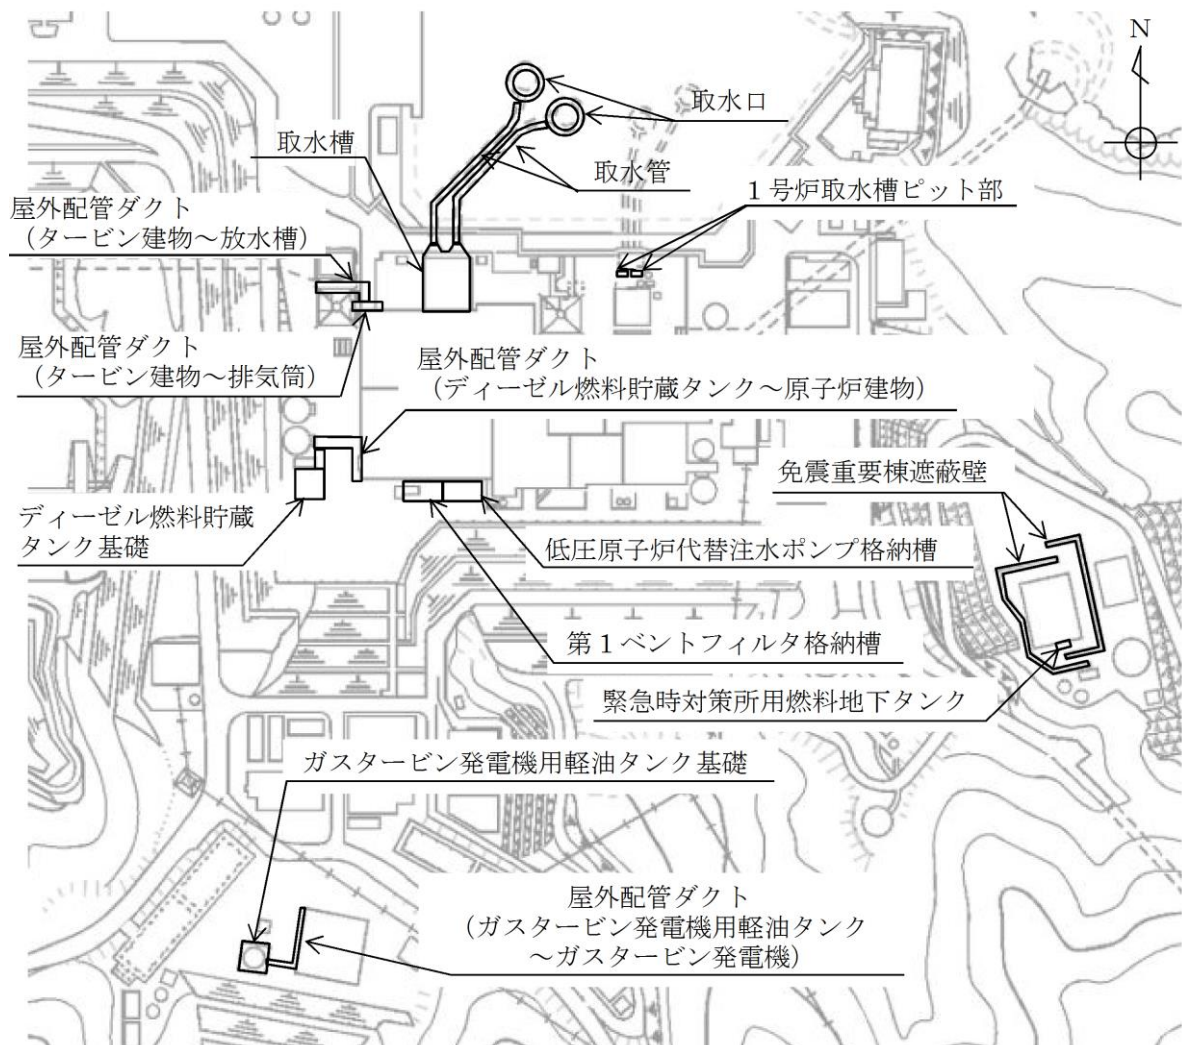 N
取水口
取水槽
取水管
1号炉取水槽ピット部
屋外配管ダクト
(タービン建物~放水槽)
屋外配管ダクト
(タービン建物~排気筒)
屋外配管ダクト
(ディーゼル燃料貯蔵タンク~原子炉建物)
免震重要棟遮蔽壁
ディーゼル燃料貯蔵
タンク基礎
低圧原子炉代替注水ポンプ格納槽
第1ベントフィルタ格納槽
緊急時対策所用燃料地下タンク
ガスタービン発電機用軽油タンク基礎
屋外配管ダクト
(ガスタービン発電機用軽油タンク
~ガスタービン発電機)